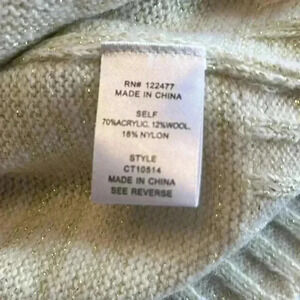 RN# 122477
MADE IN CHINA
SELF
70%ACRYLIC, 12%WOOL,
18% NYLON
STYLE
CT10514
MADE IN CHINA
SEE REVERSE